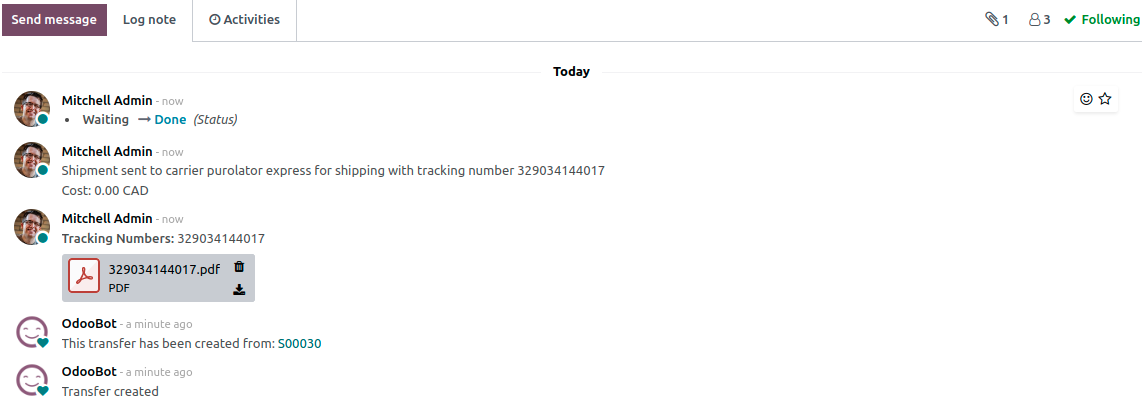 Send message Log note Activities 1 3 Following
Today
Mitchell Admin - now
• Waiting → Done (Status)
Mitchell Admin - now
Shipment sent to carrier purolator express for shipping with tracking number 329034144017
Cost: 0.00 CAD
Mitchell Admin - now
Tracking Numbers: 329034144017
329034144017.pdf
PDF
OdooBot - a minute ago
This transfer has been created from: S00030
OdooBot - a minute ago
Transfer created